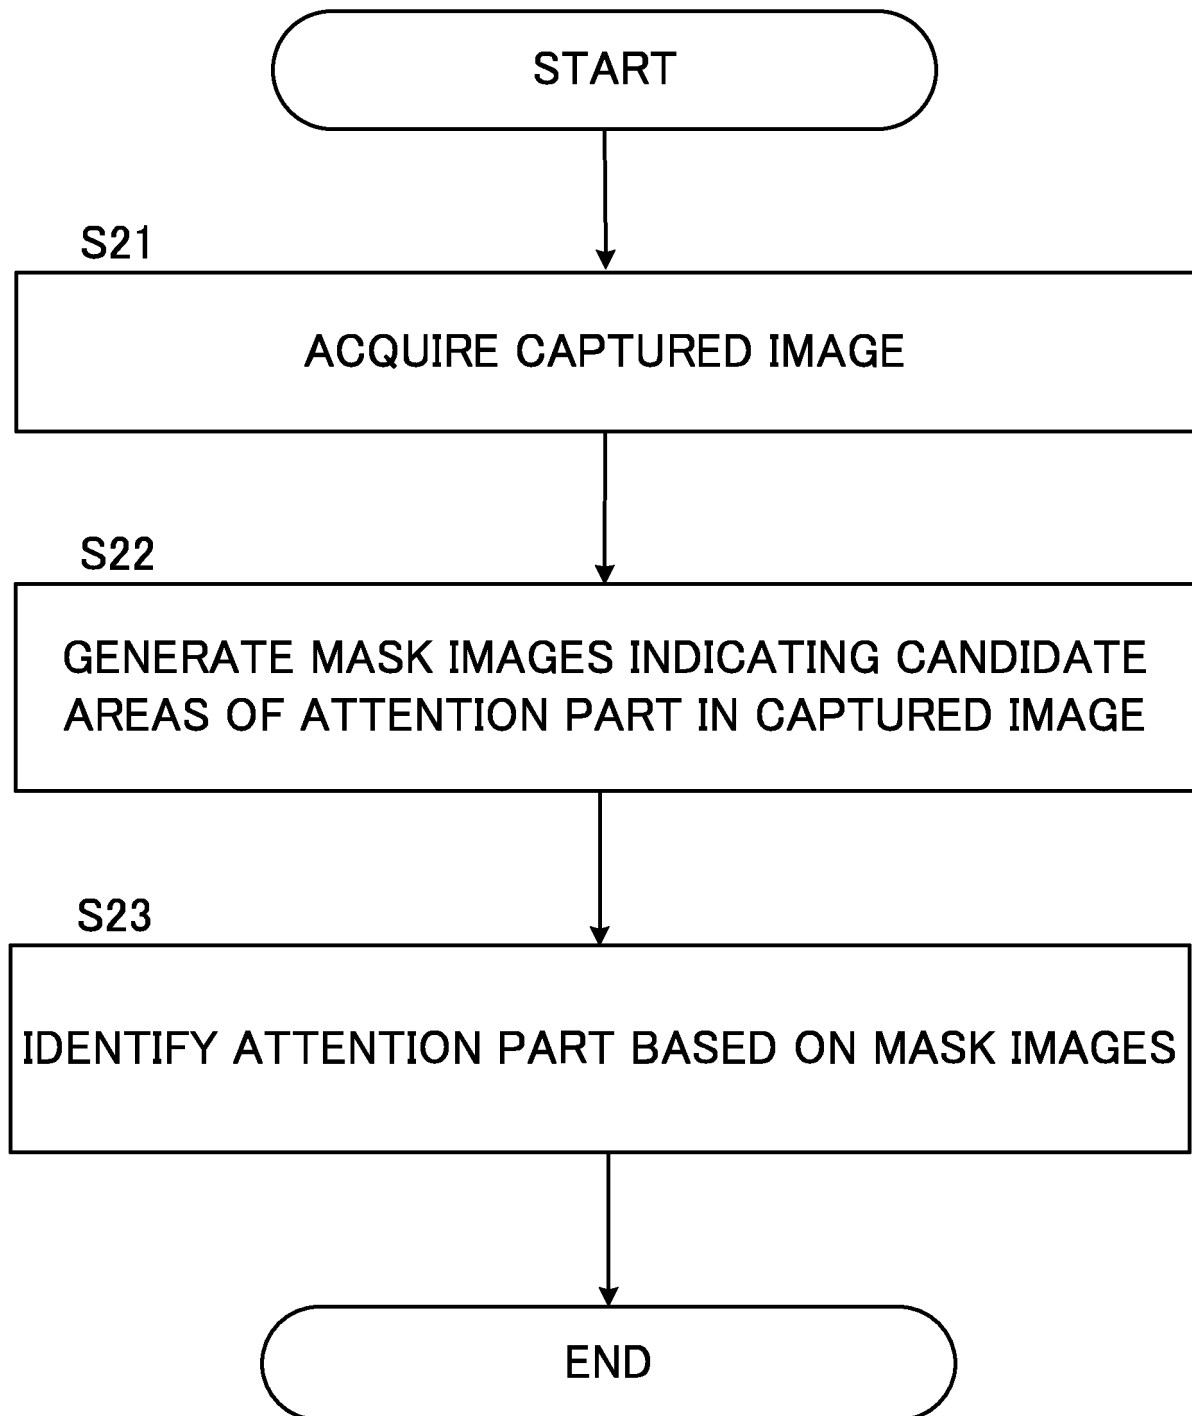 START
S21
ACQUIRE CAPTURED IMAGE
S22
GENERATE MASK IMAGES INDICATING CANDIDATE
AREAS OF ATTENTION PART IN CAPTURED IMAGE
S23
IDENTIFY ATTENTION PART BASED ON MASK IMAGES
END